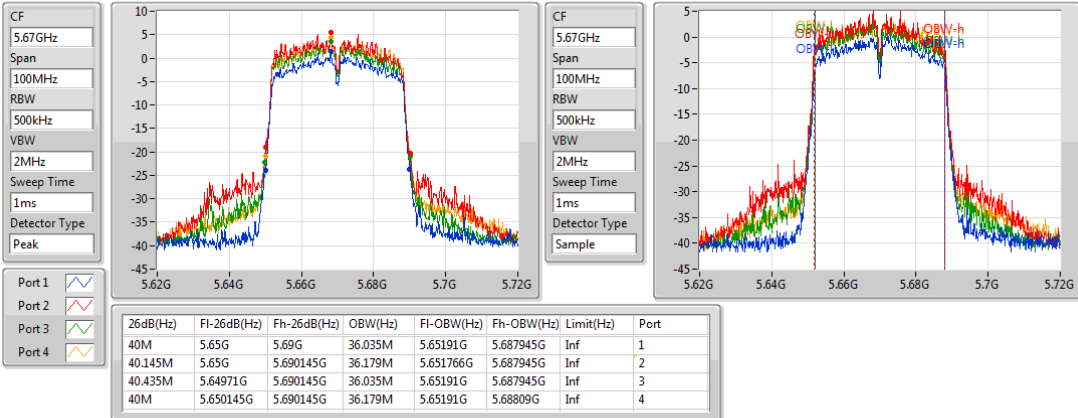 CF
5.67GHz
Span
100MHz
RBW
500kHz
VBW
2MHz
Sweep Time
1ms
Detector Type
Peak
10
5
0
-5
-10
-15
-20
-25
-30
-35
-40
-45
5.62G 5.64G 5.66G 5.68G 5.7G 5.72G
CF
5.67GHz
Span
100MHz
RBW
500kHz
VBW
2MHz
Sweep Time
1ms
Detector Type
Sample
5
0
-5
-10
-15
-20
-25
-30
-35
-40
-45
OBW-h
OBW-h
5.62G 5.64G 5.66G 5.68G 5.7G 5.72G
Port 1
Port 2
Port 3
Port 4
26dB(Hz) Fl-26dB(Hz) Fh-26dB(Hz) OBW(Hz) Fl-OBW(Hz) Fh-OBW(Hz) Limit(Hz) Port
40M 5.65G 5.69G 36.035M 5.65191G 5.687945G Inf 1
40.145M 5.65G 5.690145G 36.179M 5.651766G 5.687945G Inf 2
40.435M 5.64971G 5.690145G 36.035M 5.65191G 5.687945G Inf 3
40M 5.650145G 5.690145G 36.179M 5.65191G 5.68809G Inf 4